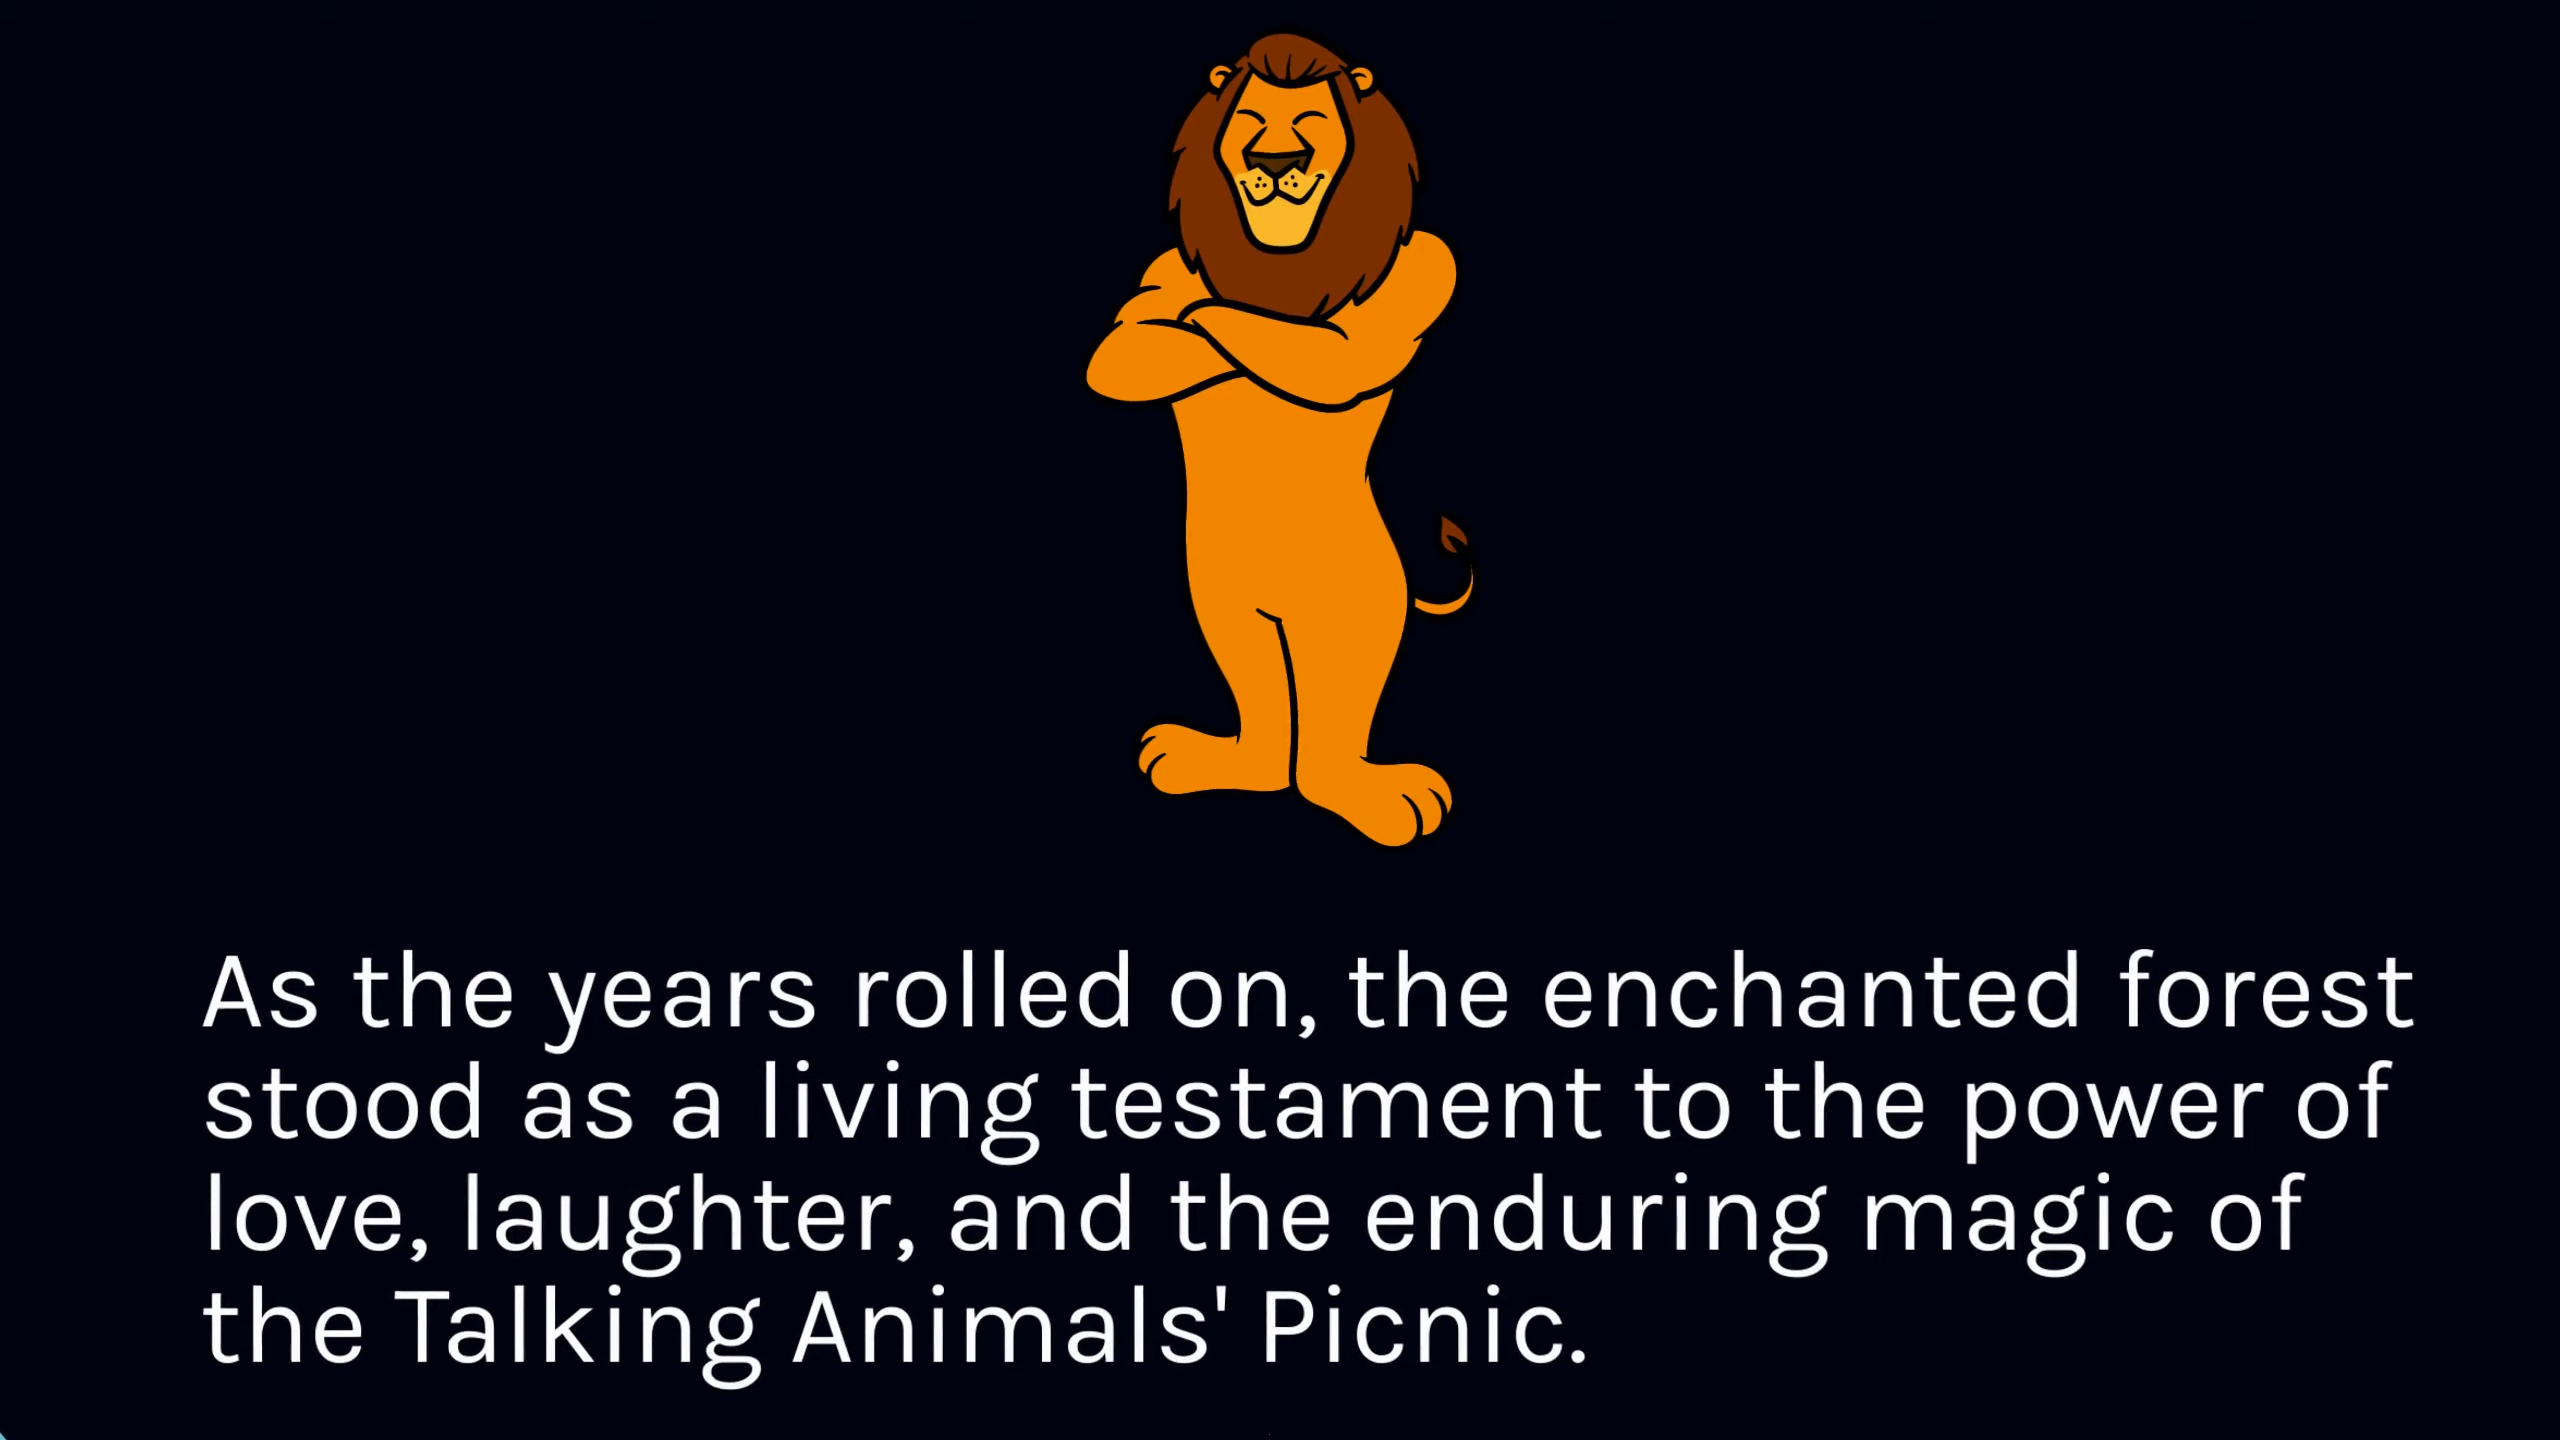 As the years rolled on, the enchanted forest
stood as a living testament to the power of
love, laughter, and the enduring magic of
the Talking Animals' Picnic.